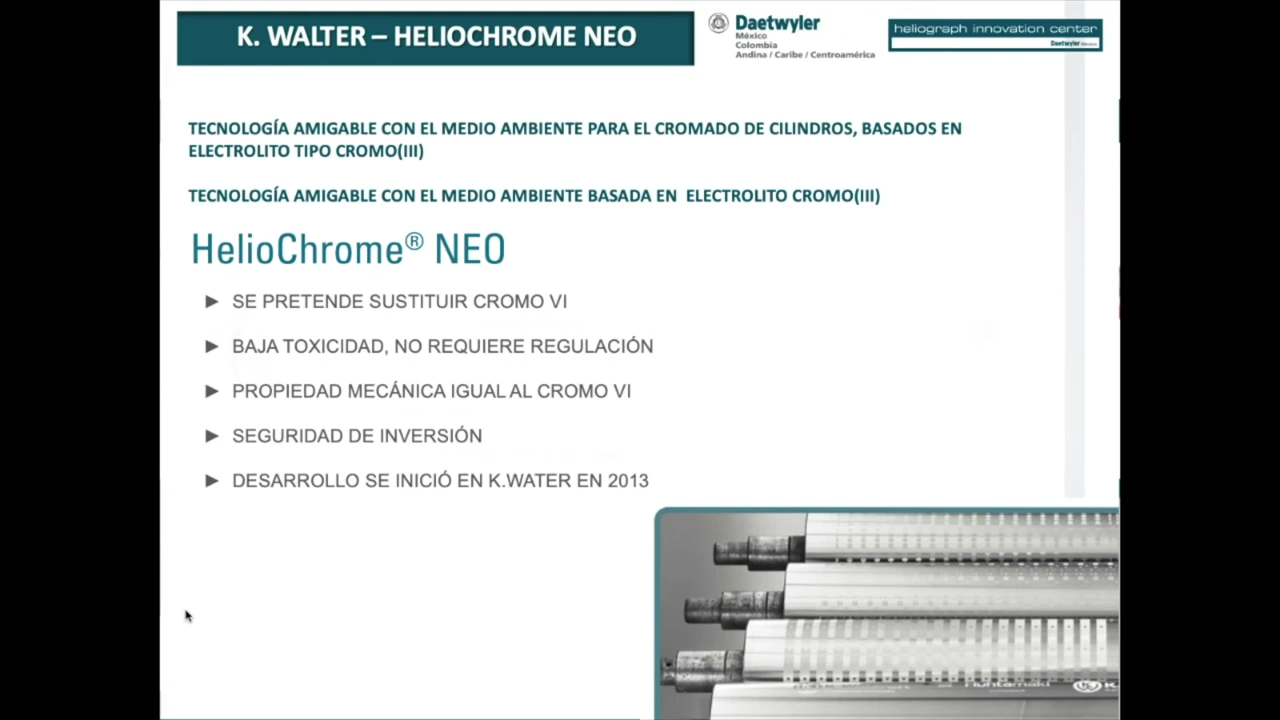 K. WALTER – HELIOCHROME NEO
Daetwyler
México
Colombia
Andina / Caribe / Centroamérica
heliograph innovation center
Daetwyler
TECNOLOGÍA AMIGABLE CON EL MEDIO AMBIENTE PARA EL CROMADO DE CILINDROS, BASADOS EN
ELECTROLITO TIPO CROMO(III)
TECNOLOGÍA AMIGABLE CON EL MEDIO AMBIENTE BASADA EN ELECTROLITO CROMO(III)
HelioChrome® NEO
► SE PRETENDE SUSTITUIR CROMO VI
► BAJA TOXICIDAD, NO REQUIERE REGULACIÓN
► PROPIEDAD MECÁNICA IGUAL AL CROMO VI
► SEGURIDAD DE INVERSIÓN
► DESARROLLO SE INICIÓ EN K.WATER EN 2013
Huhtamaki